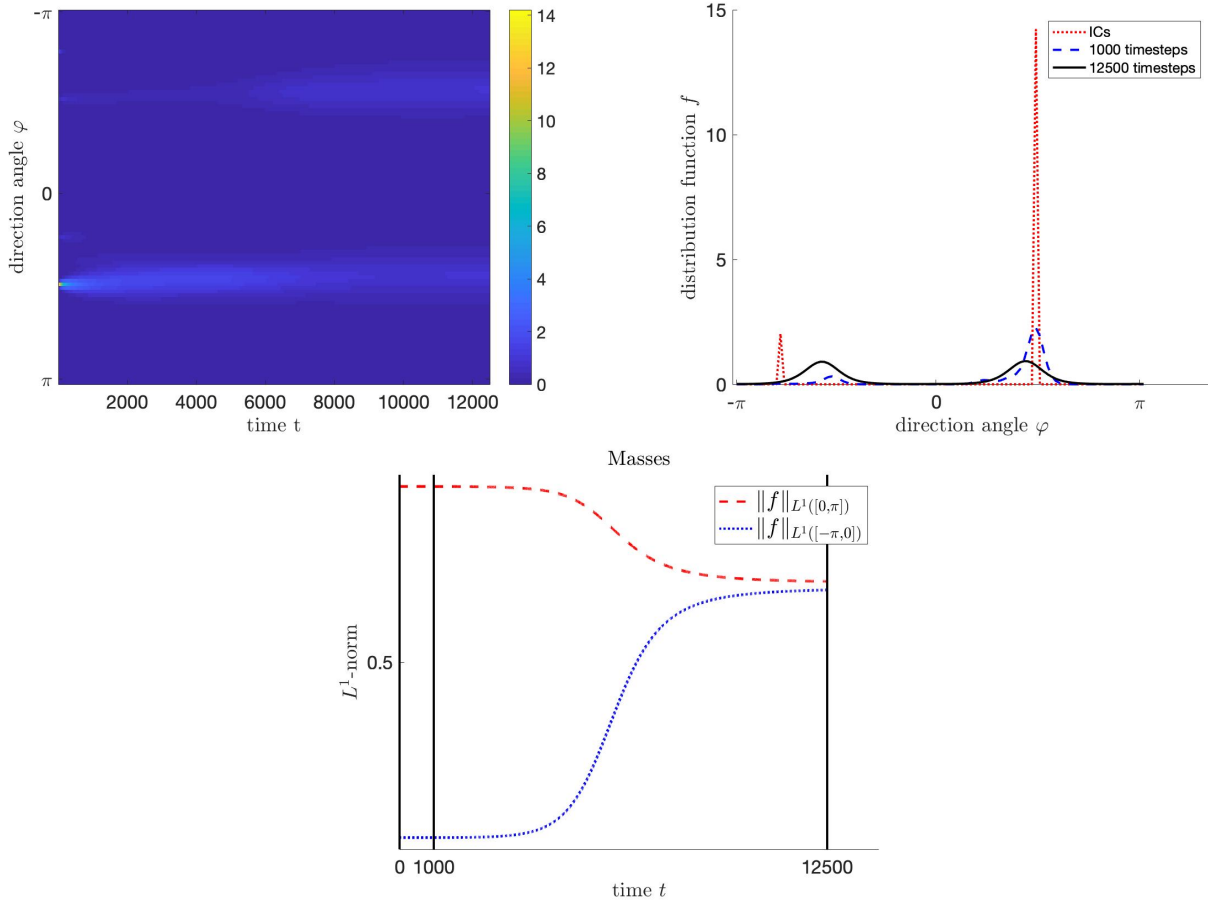 -π
0
π
direction angle φ
2000 4000 6000 8000 10000 12000
time t
14
12
10
8
6
4
2
0
15
10
5
0
distribution function f
-π 0 π
direction angle φ
ICs
1000 timesteps
12500 timesteps
Masses
‖f‖L¹([0,π])
‖f‖L¹([-π,0])
0.5
L¹-norm
0 1000 12500
time t